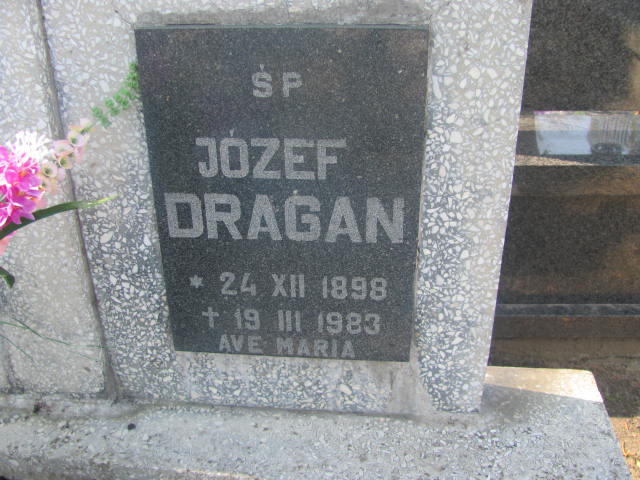 ŚP
JÓZEF
DRAGAN
* 24 XII 1898
✝ 19 III 1983
AVE MARIA